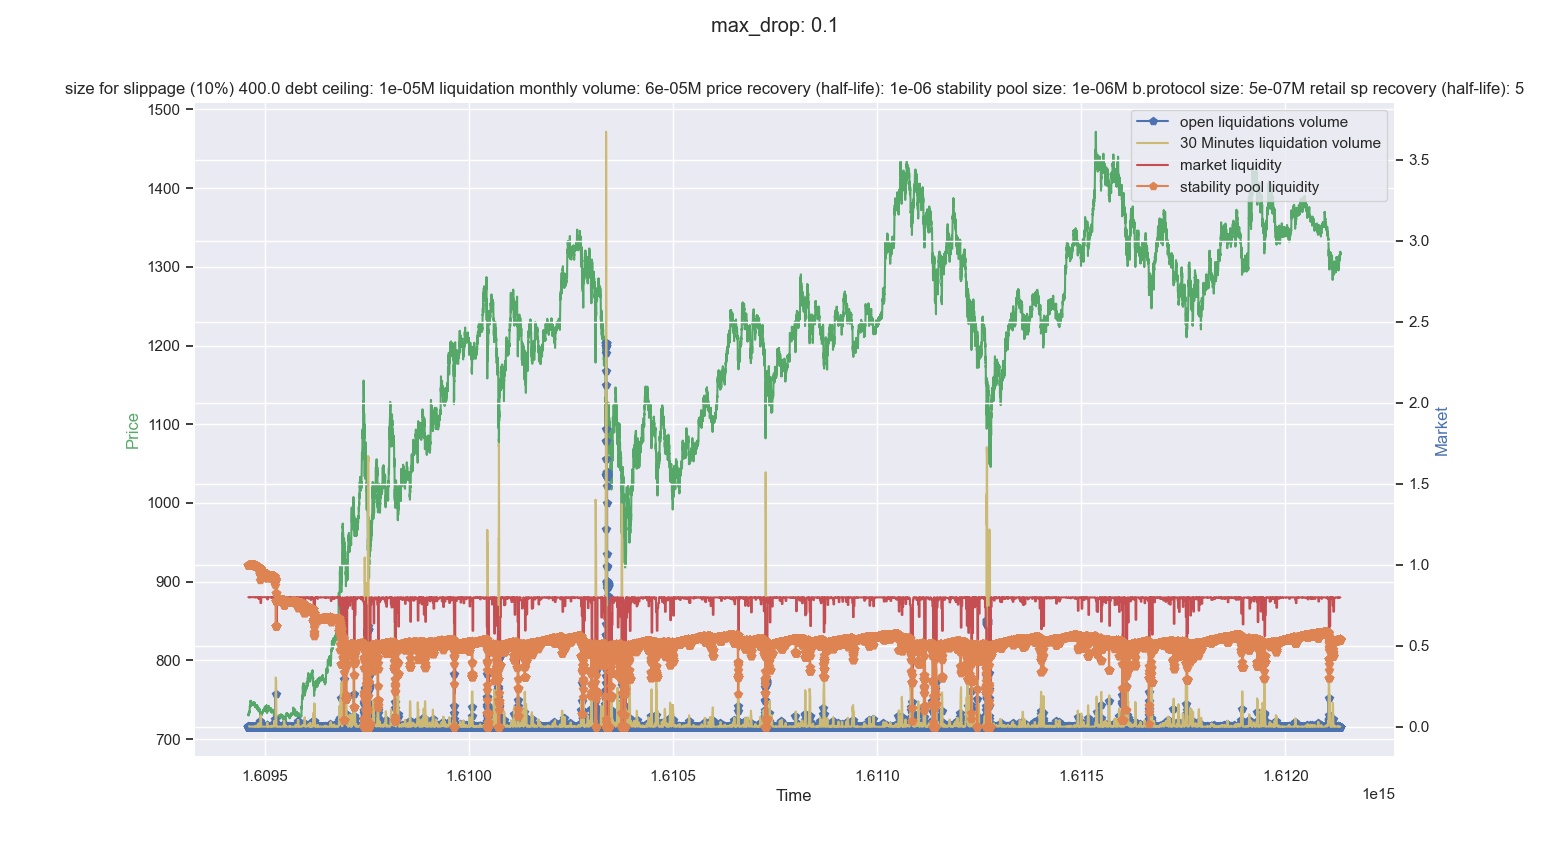 max_drop: 0.1
size for slippage (10%) 400.0 debt ceiling: 1e-05M liquidation monthly volume: 6e-05M price recovery (half-life): 1e-06 stability pool size: 1e-06M b.protocol size: 5e-07M retail sp recovery (half-life): 5
open liquidations volume
30 Minutes liquidation volume
market liquidity
stability pool liquidity
1500
1400
1300
1200
1100
1000
900
800
700
Price
3.5
3.0
2.5
2.0
1.5
1.0
0.5
0.0
Market
1.6095 1.6100 1.6105 1.6110 1.6115 1.6120
1e15
Time